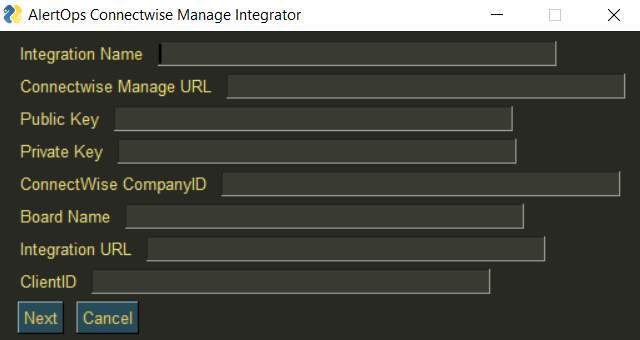 AlertOps Connectwise Manage Integrator
Integration Name
Connectwise Manage URL
Public Key
Private Key
ConnectWise CompanyID
Board Name
Integration URL
ClientID
Next Cancel